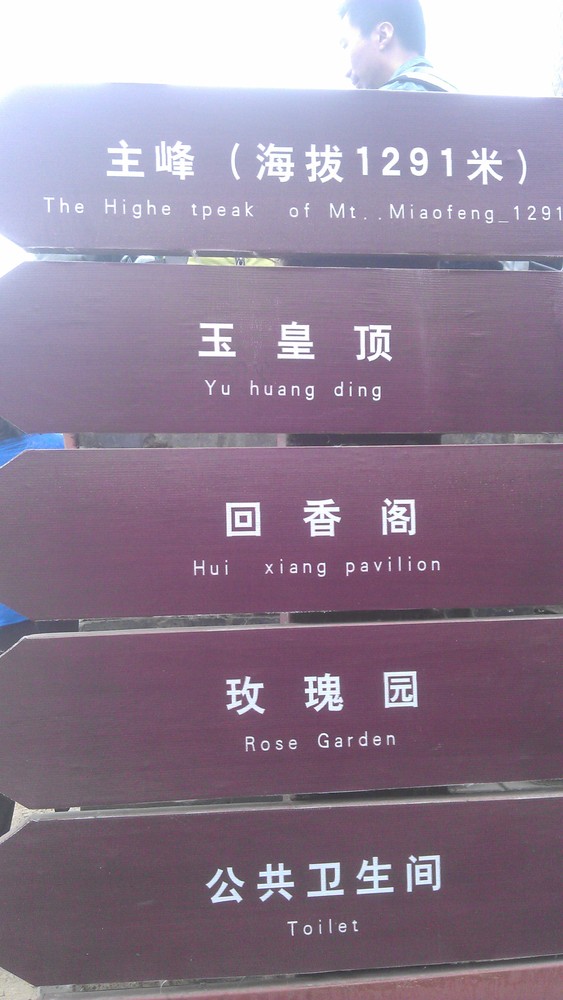 主峰（海拔1291米）
The Highe tpeak of Mt..Miaofeng_1291
玉皇顶
Yu huang ding
回香阁
Hui xiang pavilion
玫瑰园
Rose Garden
公共卫生间
Toilet